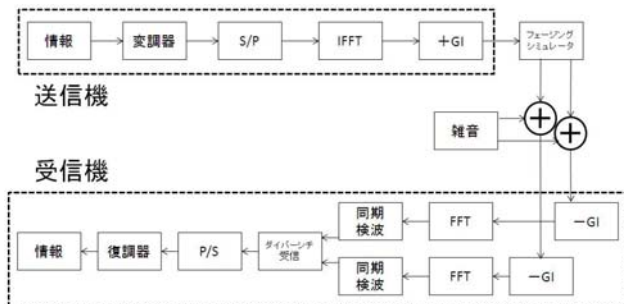 情報
変調器
S/P
IFFT
+GI
フェージング
シミュレータ
送信機
雑音
受信機
同期
検波
FFT
-GI
情報
復調器
P/S
ダイバーシチ
受信
同期
検波
FFT
-GI